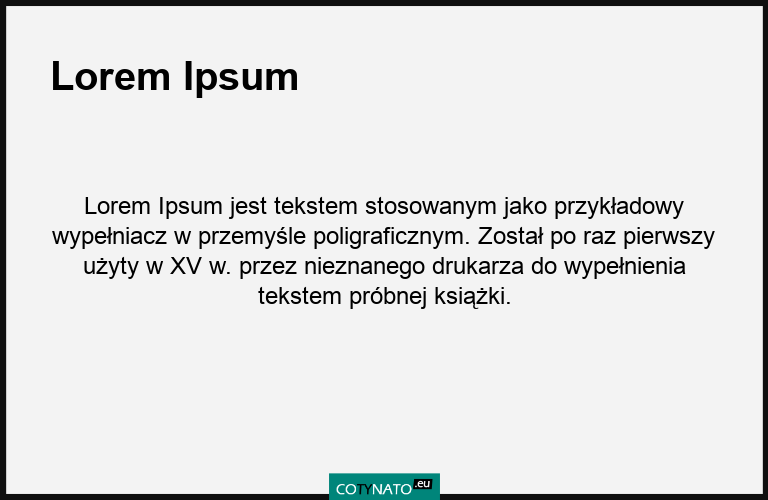 Lorem Ipsum
Lorem Ipsum jest tekstem stosowanym jako przykładowy
wypełniacz w przemyśle poligraficznym. Został po raz pierwszy
użyty w XV w. przez nieznanego drukarza do wypełnienia
tekstem próbnej książki.
COTYNATO.eu